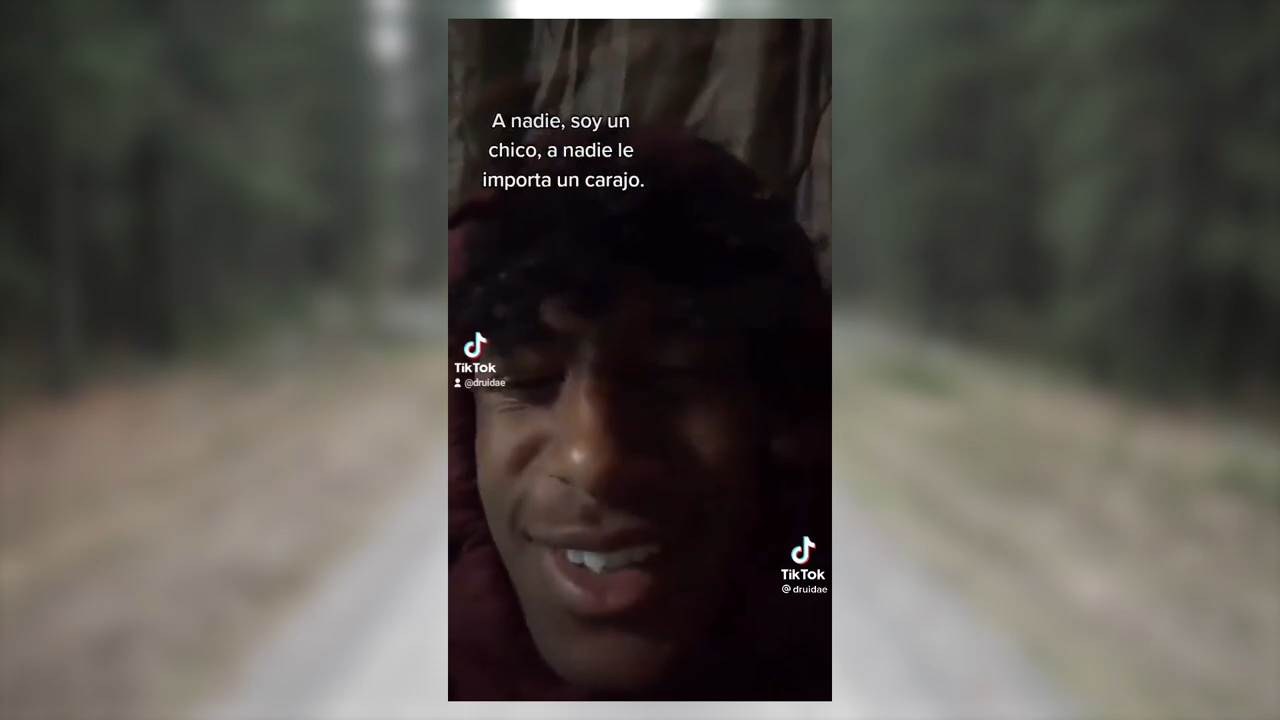 A nadie, soy un
chico, a nadie le
importa un carajo.
TikTok
@druidae
TikTok
@druidae